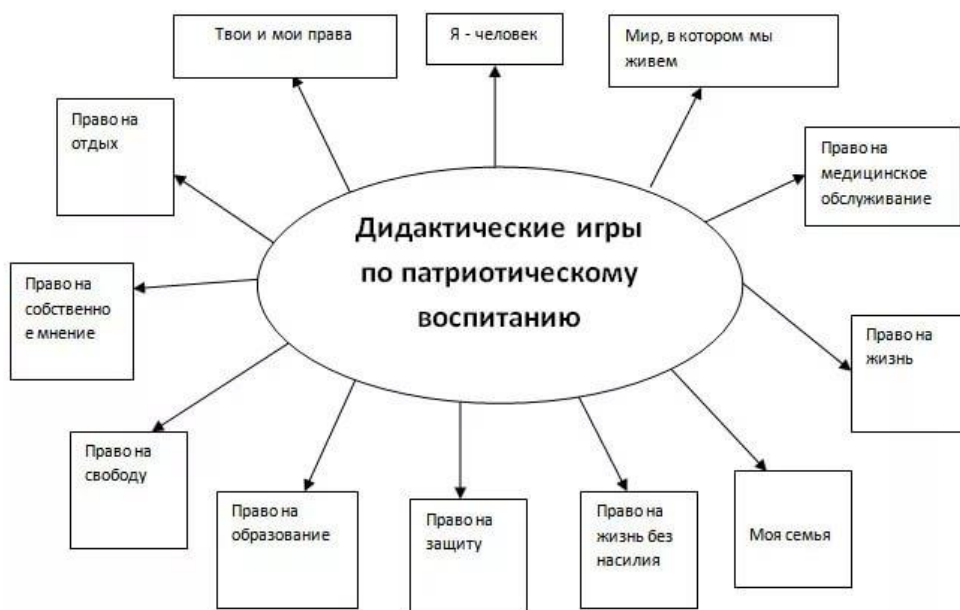 Твои и мои права
Я - человек
Мир, в котором мы
живем
Право на
отдых
Право на
медицинское
обслуживание
Дидактические игры
по патриотическому
воспитанию
Право на
собственно
е мнение
Право на
жизнь
Право на
свободу
Право на
образование
Право на
защиту
Право на
жизнь без
насилия
Моя семья